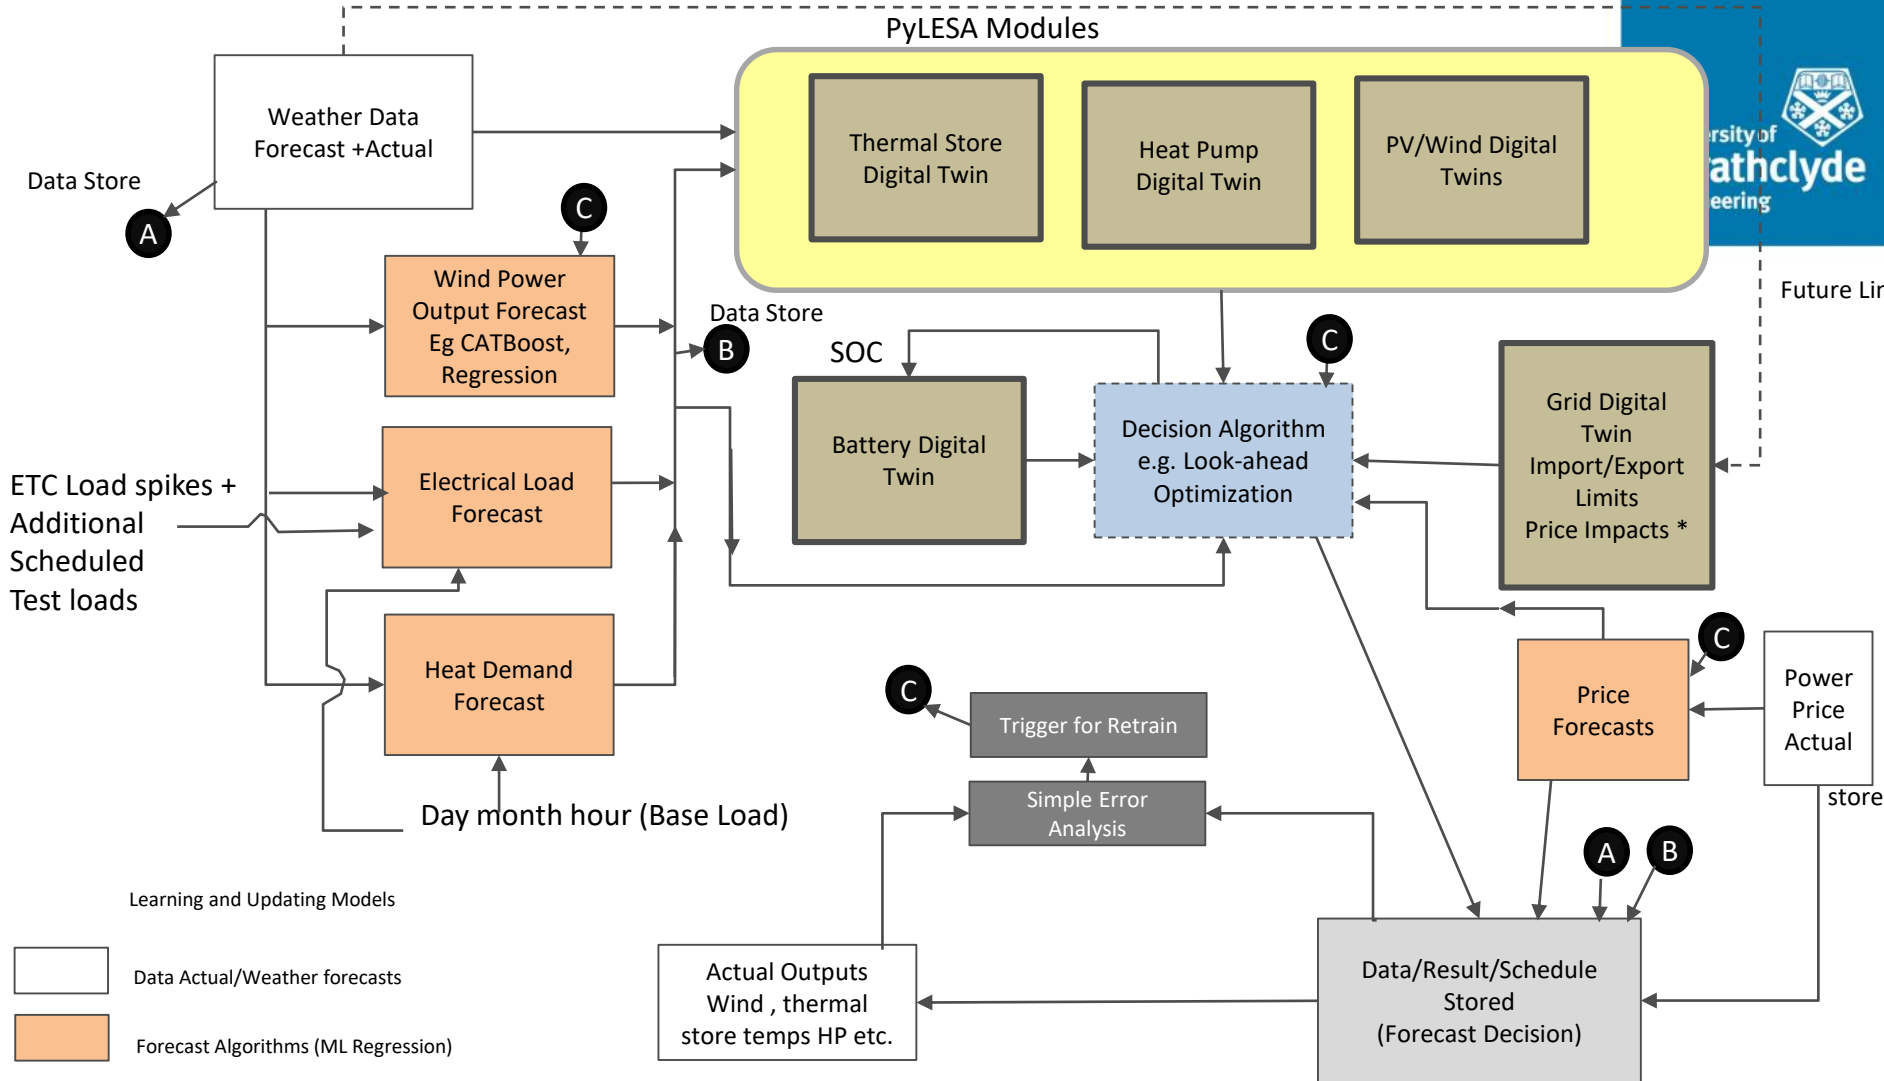 PyLESA Modules
Weather Data
Forecast +Actual
Thermal Store
Digital Twin
Heat Pump
Digital Twin
PV/Wind Digital
Twins
rsity of
athclyde
eering
Data Store
A
C
Wind Power
Output Forecast
Eg CATBoost,
Regression
Data Store
B
Future Lin
SOC
C
Battery Digital
Twin
Decision Algorithm
e.g. Look-ahead
Optimization
Grid Digital
Twin
Import/Export
Limits
Price Impacts *
ETC Load spikes +
Additional
Scheduled
Test loads
Electrical Load
Forecast
Heat Demand
Forecast
Day month hour (Base Load)
C
Trigger for Retrain
Simple Error
Analysis
Price
Forecasts
C
Power
Price
Actual
store
A
B
Learning and Updating Models
Data Actual/Weather forecasts
Forecast Algorithms (ML Regression)
Actual Outputs
Wind , thermal
store temps HP etc.
Data/Result/Schedule
Stored
(Forecast Decision)